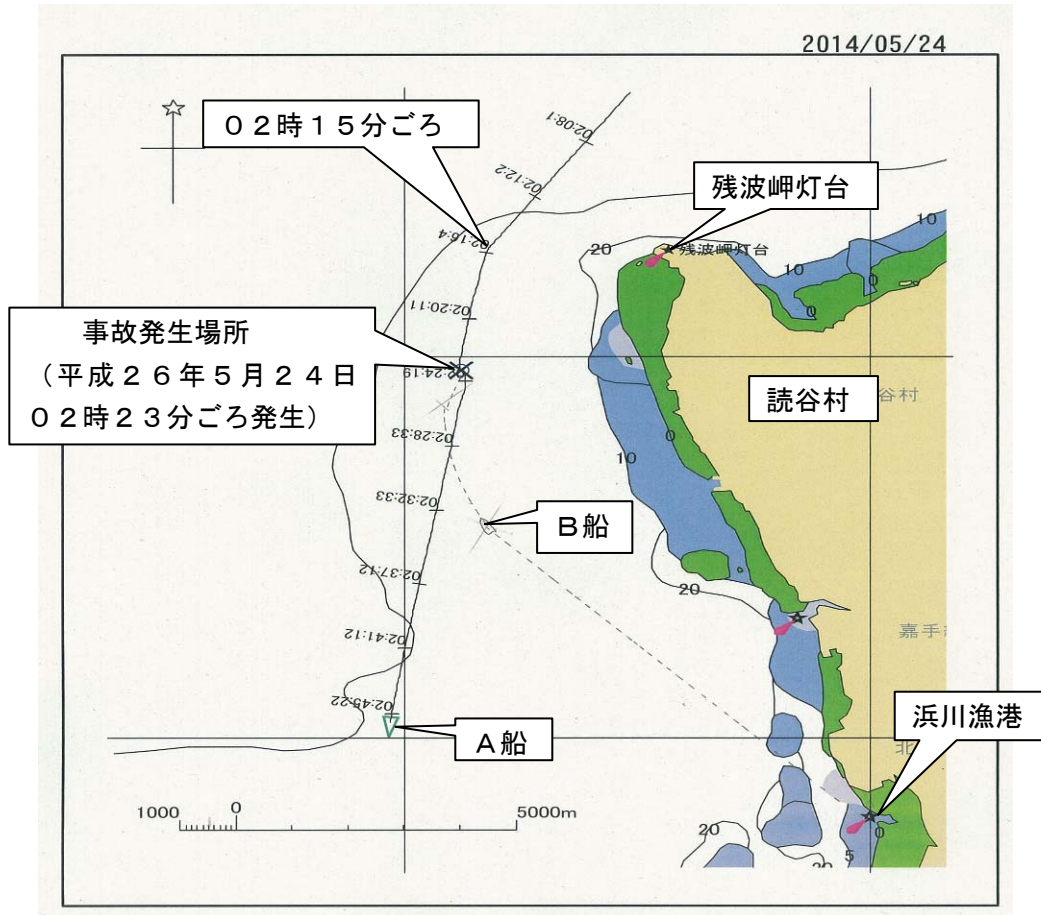 2014/05/24
０２時１５分ごろ
02:08:1
02:12:2
02:16:4
02:20:11
02:24:19
02:28:33
02:32:33
02:37:12
02:41:12
02:45:22
残波岬灯台
残波岬灯台
20
10
10
0
0
事故発生場所
（平成２６年５月２４日
０２時２３分ごろ発生）
読谷村
谷村
0
10
Ｂ船
20
嘉手
浜川漁港
Ａ船
北
1000
0
5000m
20
0
5
20